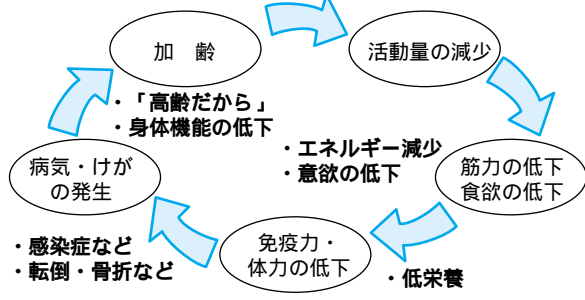 加　齢
活動量の減少
・「高齢だから」
・身体機能の低下
・エネルギー減少
・意欲の低下
筋力の低下
食欲の低下
病気・けが
の発生
免疫力・
体力の低下
・感染症など
・転倒・骨折など
・低栄養